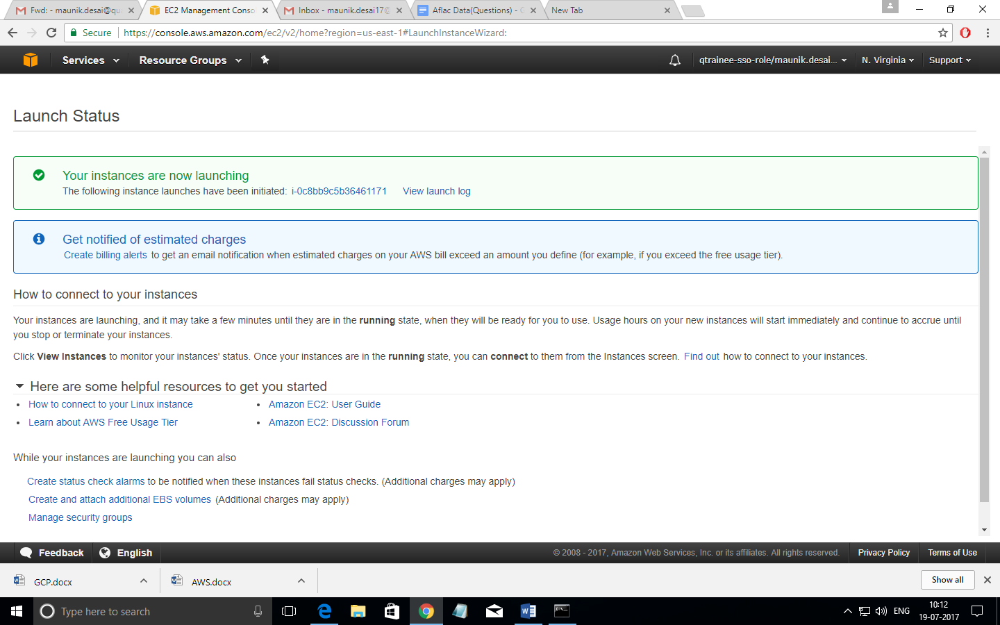 Fwd: - maunik.desai@qu
EC2 Management Conso
Inbox - maunik.desai17@
Aflac Data(Questions) - G
New Tab
Secure https://console.aws.amazon.com/ec2/v2/home?region=us-east-1#LaunchInstanceWizard:
Services Resource Groups qtrainee-sso-role/maunik.desai... N. Virginia Support
Launch Status
Your instances are now launching
The following instance launches have been initiated: i-0c8bb9c5b36461171 View launch log
Get notified of estimated charges
Create billing alerts to get an email notification when estimated charges on your AWS bill exceed an amount you define (for example, if you exceed the free usage tier).
How to connect to your instances
Your instances are launching, and it may take a few minutes until they are in the running state, when they will be ready for you to use. Usage hours on your new instances will start immediately and continue to accrue until
you stop or terminate your instances.
Click View Instances to monitor your instances' status. Once your instances are in the running state, you can connect to them from the Instances screen. Find out how to connect to your instances.
Here are some helpful resources to get you started
• How to connect to your Linux instance
• Amazon EC2: User Guide
• Learn about AWS Free Usage Tier
• Amazon EC2: Discussion Forum
While your instances are launching you can also
Create status check alarms to be notified when these instances fail status checks. (Additional charges may apply)
Create and attach additional EBS volumes (Additional charges may apply)
Manage security groups
Feedback English © 2008 - 2017, Amazon Web Services, Inc. or its affiliates. All rights reserved. Privacy Policy Terms of Use
GCP.docx AWS.docx Show all
Type here to search
ENG
10:12
19-07-2017